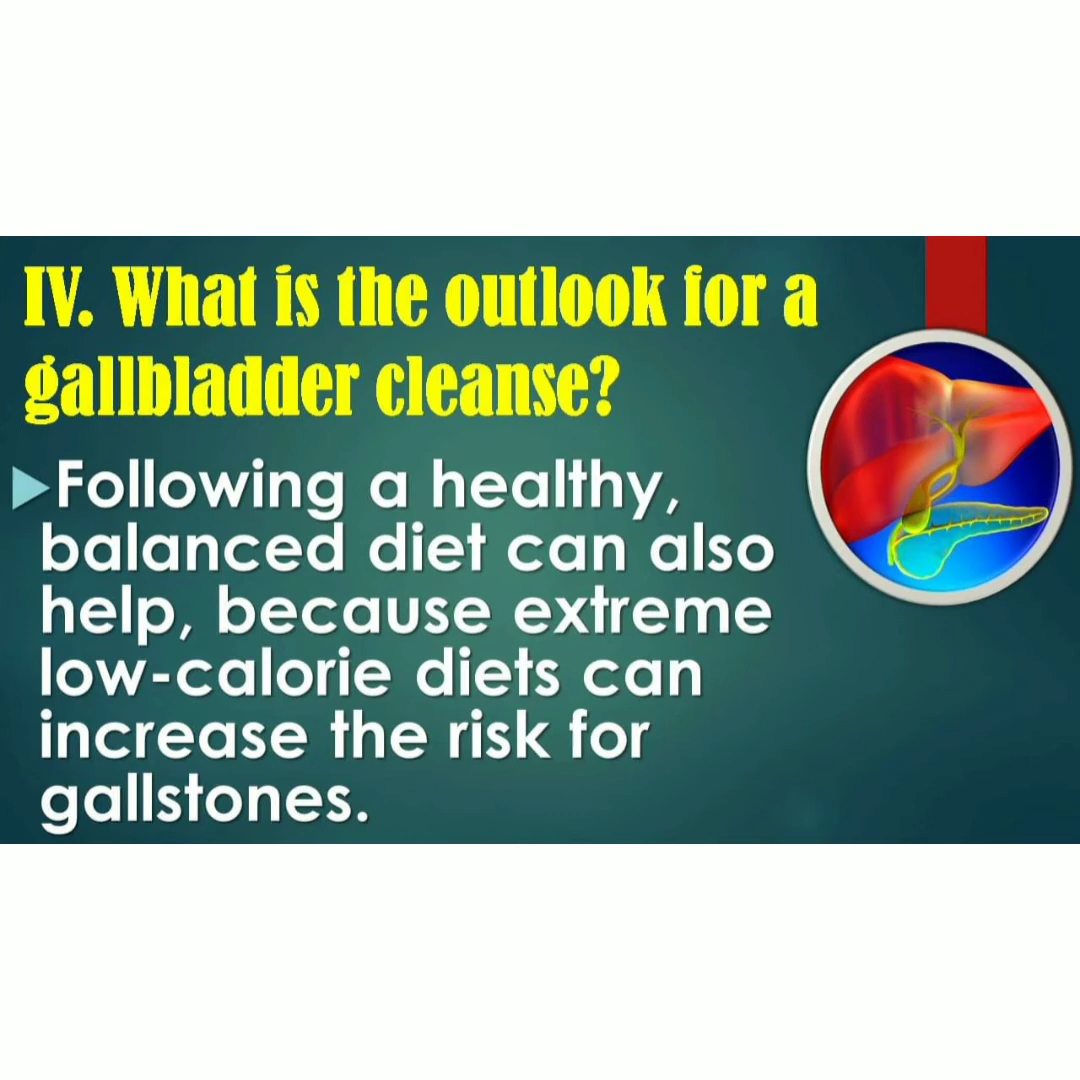 IV. What is the outlook for a
gallbladder cleanse?
Following a healthy,
balanced diet can also
help, because extreme
low-calorie diets can
increase the risk for
gallstones.